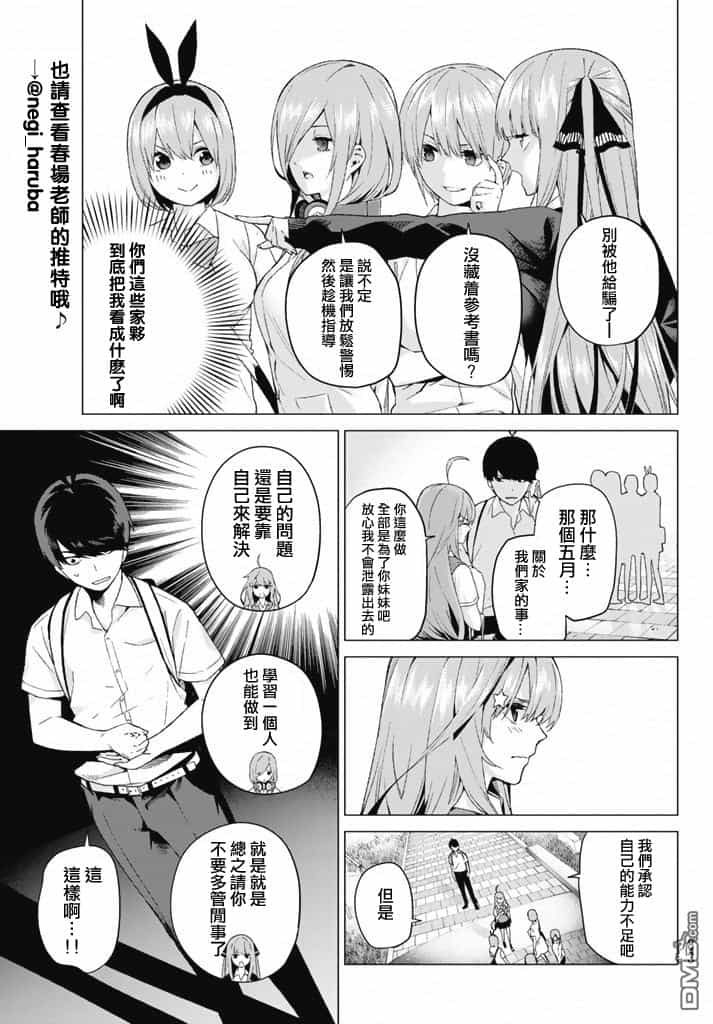 也請查看春場老師的推特哦♪
→@negi_haruba
別被他給騙了—
沒藏着參考書嗎？
說不定
是讓我們放鬆警惕
然後趁機指導
你們這些家夥
到底把我看成什麽了啊
那什麼…
那個五月…
關於
我們家的事…
你這麼做
全部是為了你妹妹吧
放心我不會泄露出去的
我們承認
自己的能力不足吧
但是
自己的問題
還是要靠
自己來解決
學習一個人
也能做到
就是就是
總之請你
不要多管閒事了
這
這樣啊…!!